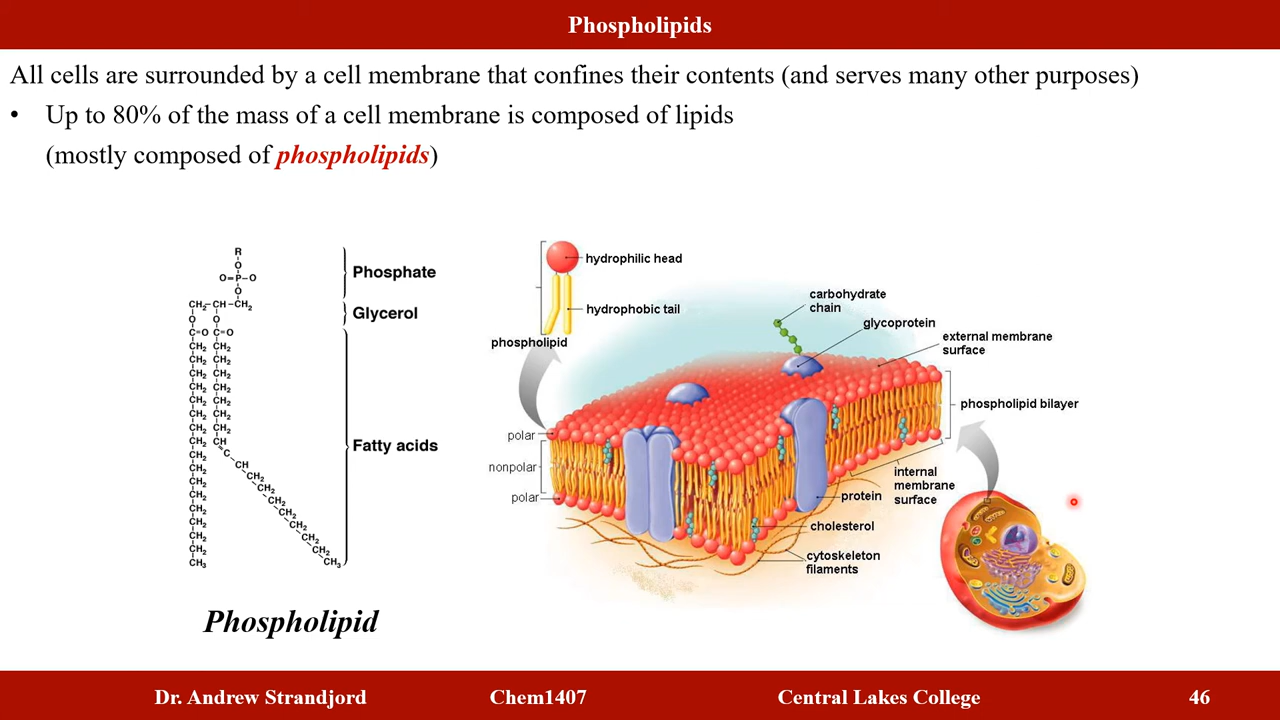 Phospholipids
All cells are surrounded by a cell membrane that confines their contents (and serves many other purposes)
• Up to 80% of the mass of a cell membrane is composed of lipids
(mostly composed of phospholipids)
R
O
O=P–O
O
CH₂–CH–CH₂
O O
C=O C=O
CH₂ CH₂
CH₂ CH₂
CH₂ CH₂
CH₂ CH₂
CH₂ CH₂
CH₂ CH₂
CH₂ CH₂
CH₂ CH
CH₂ C
CH₂ CH
CH₂ CH₂
CH₂ CH₂
CH₂ CH₂
CH₂ CH₂
CH₂ CH₂
CH₂ CH₂
CH₃ CH₂
CH₃
Phosphate
Glycerol
Fatty acids
Phospholipid
hydrophilic head
hydrophobic tail
phospholipid
carbohydrate
chain
glycoprotein
external membrane
surface
phospholipid bilayer
polar
nonpolar
polar
internal
membrane
surface
protein
cholesterol
cytoskeleton
filaments
Dr. Andrew Strandjord Chem1407 Central Lakes College 46